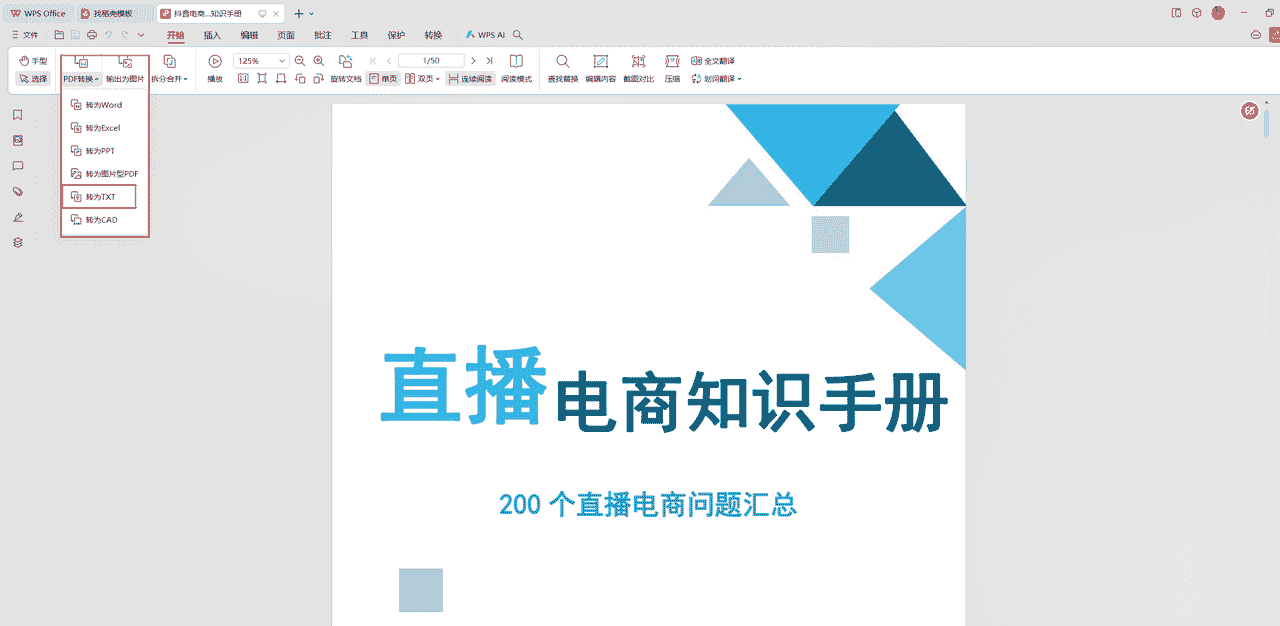 WPS Office 找稻壳模板 抖音电商...知识手册
文件 开始 插入 编辑 页面 批注 工具 保护 转换 WPS AI
手型 125% 1/50 全文翻译
选择 PDF转换 输出为图片 拆分合并 播放 旋转文档 单页 双页 连续阅读 阅读模式 查找替换 编辑内容 截图对比 压缩 划词翻译
转为Word
转为Excel
转为PPT
转为图片型PDF
转为TXT
转为CAD
直播电商知识手册
200 个直播电商问题汇总